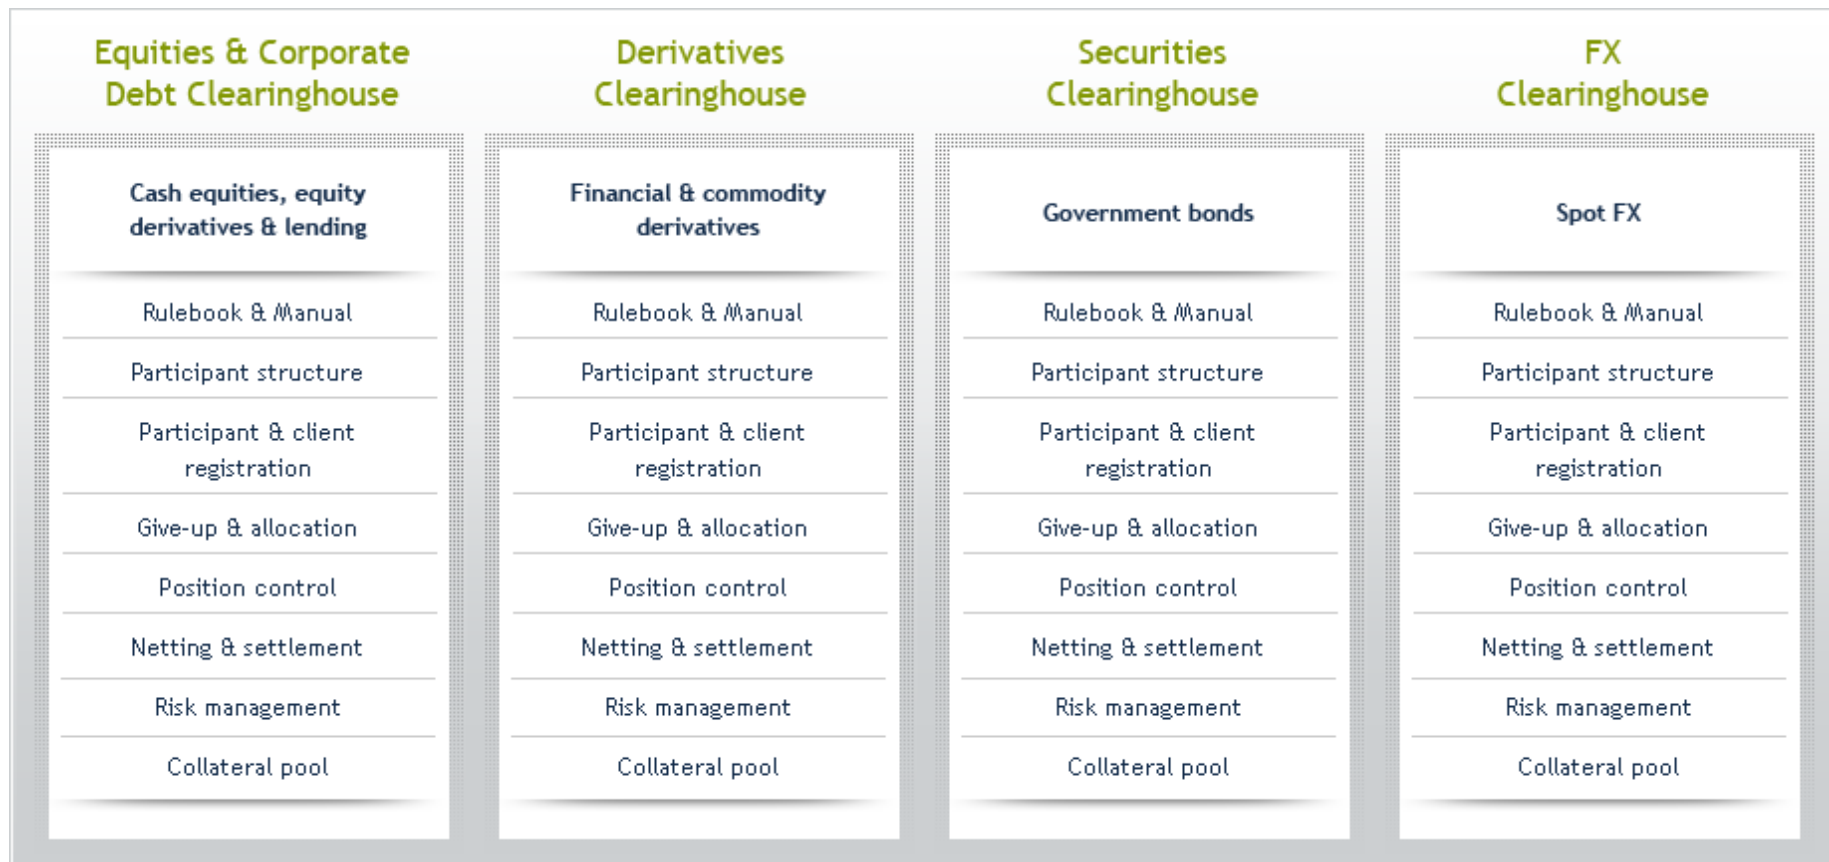 Equities & Corporate
Debt Clearinghouse
Cash equities, equity
derivatives & lending
Rulebook & Manual
Participant structure
Participant & client
registration
Give-up & allocation
Position control
Netting & settlement
Risk management
Collateral pool
Derivatives
Clearinghouse
Financial & commodity
derivatives
Rulebook & Manual
Participant structure
Participant & client
registration
Give-up & allocation
Position control
Netting & settlement
Risk management
Collateral pool
Securities
Clearinghouse
Government bonds
Rulebook & Manual
Participant structure
Participant & client
registration
Give-up & allocation
Position control
Netting & settlement
Risk management
Collateral pool
FX
Clearinghouse
Spot FX
Rulebook & Manual
Participant structure
Participant & client
registration
Give-up & allocation
Position control
Netting & settlement
Risk management
Collateral pool